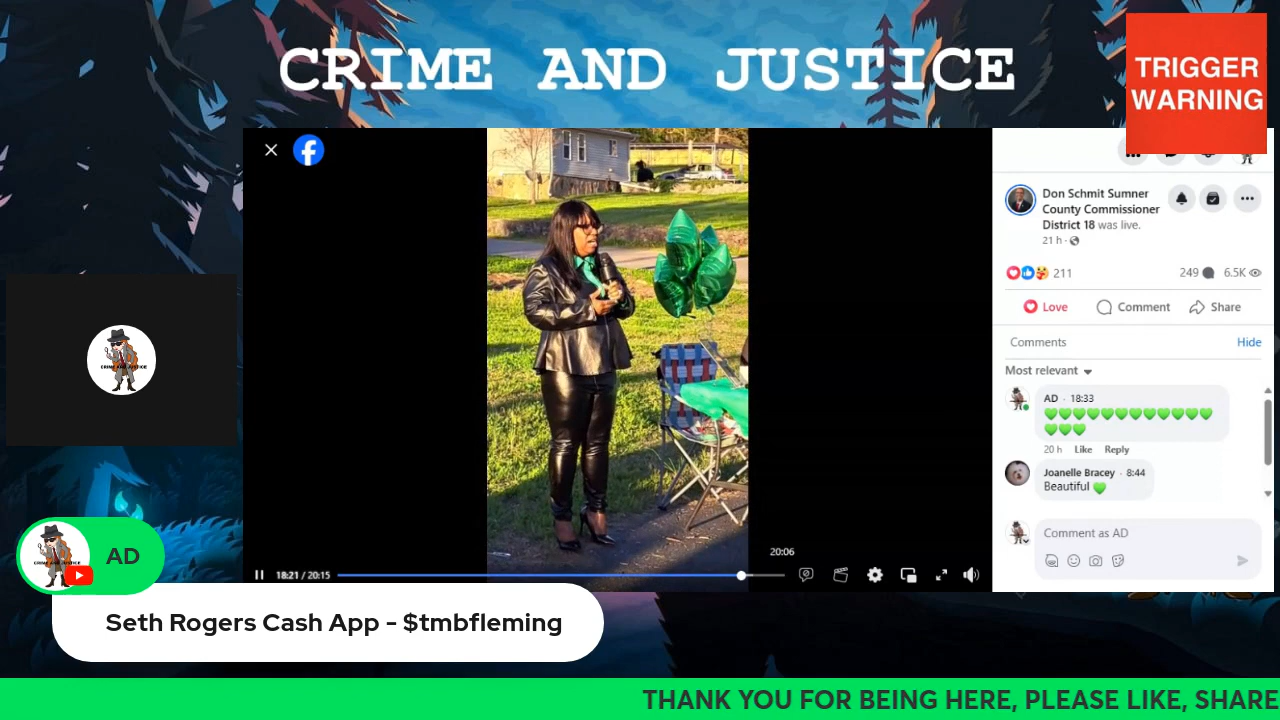 CRIME AND JUSTICE
TRIGGER
WARNING
Don Schmit Sumner
County Commissioner
District 18 was live.
21 h ·
211
249
6.5K
Love
Comment
Share
Comments
Hide
Most relevant
AD · 18:33
20 h Like Reply
Joanelle Bracey · 8:44
Beautiful
Comment as AD
20:06
18:21 / 20:15
CRIME AND JUSTICE
AD
Seth Rogers Cash App - $tmbfleming
THANK YOU FOR BEING HERE, PLEASE LIKE, SHARE